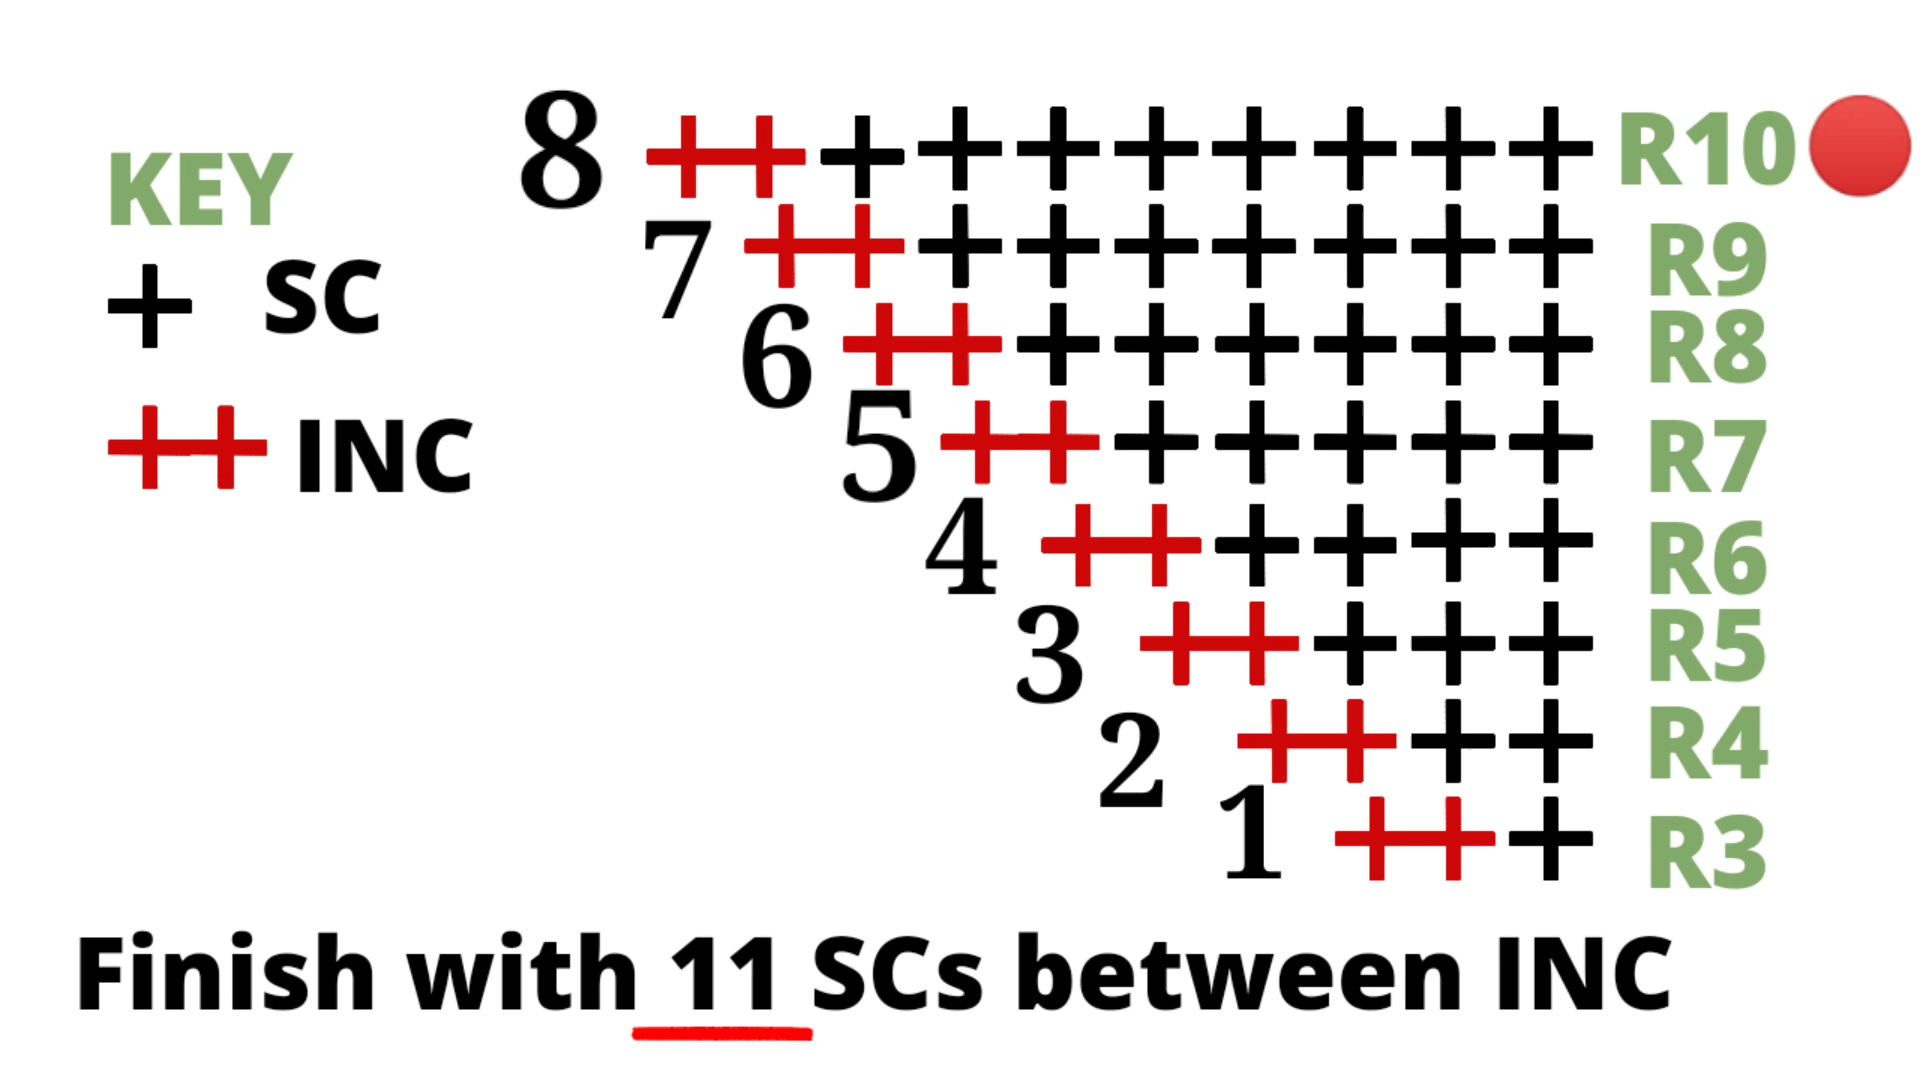 8 R10
KEY
7 R9
SC
6 R8
5 R7
INC
4 R6
3 R5
2 R4
1 R3
Finish with 11 SCs between INC